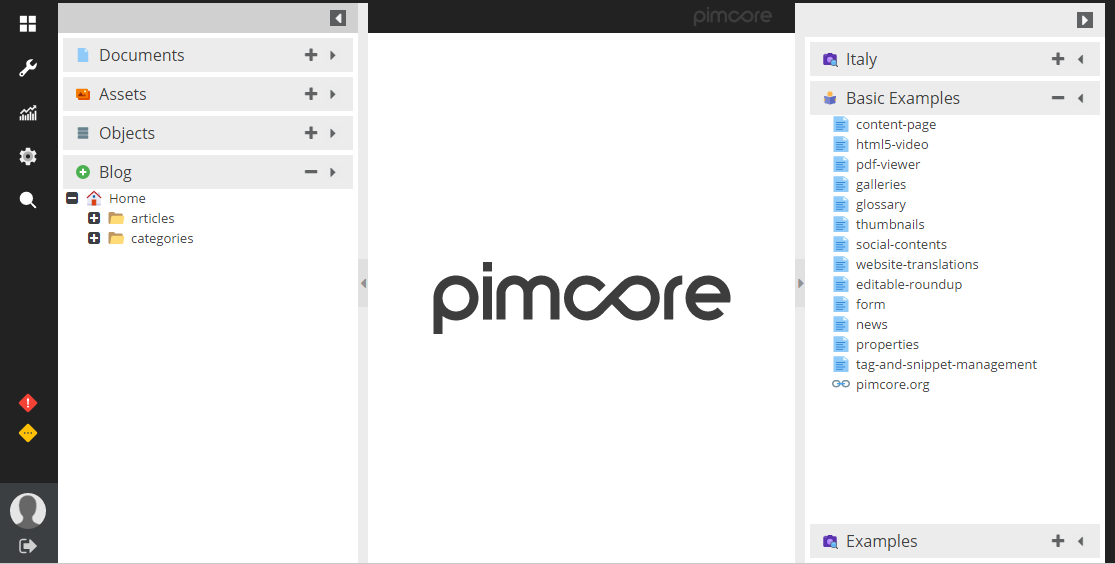 pimcore
Documents
Assets
Objects
Blog
Home
articles
categories
pimcore
Italy
Basic Examples
content-page
html5-video
pdf-viewer
galleries
glossary
thumbnails
social-contents
website-translations
editable-roundup
form
news
properties
tag-and-snippet-management
pimcore.org
Examples